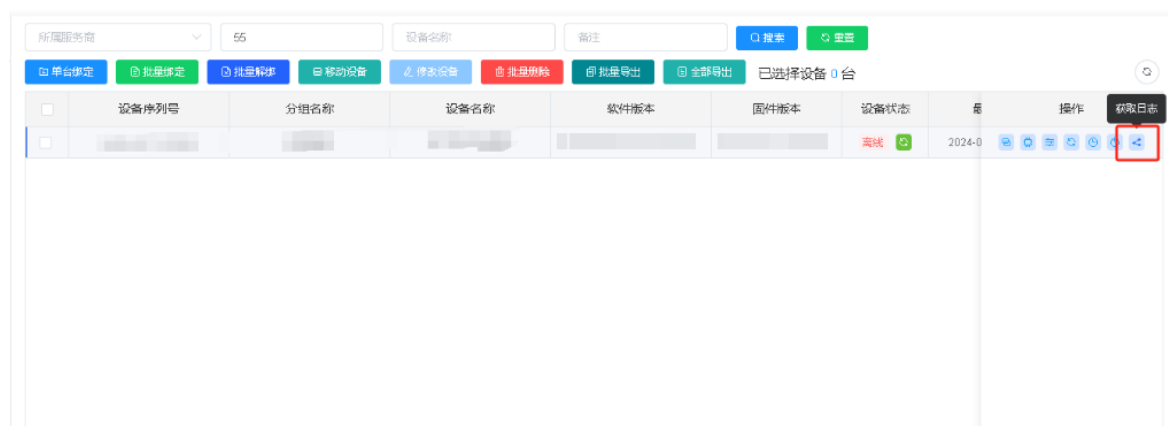 所属服务商 55 设备名称 备注 搜索 重置
单台绑定 批量绑定 批量解绑 移动设备 修改设备 批量删除 批量导出 全部导出 已选择设备 0 台
设备序列号 分组名称 设备名称 软件版本 固件版本 设备状态 操作 获取日志
离线 2024-0